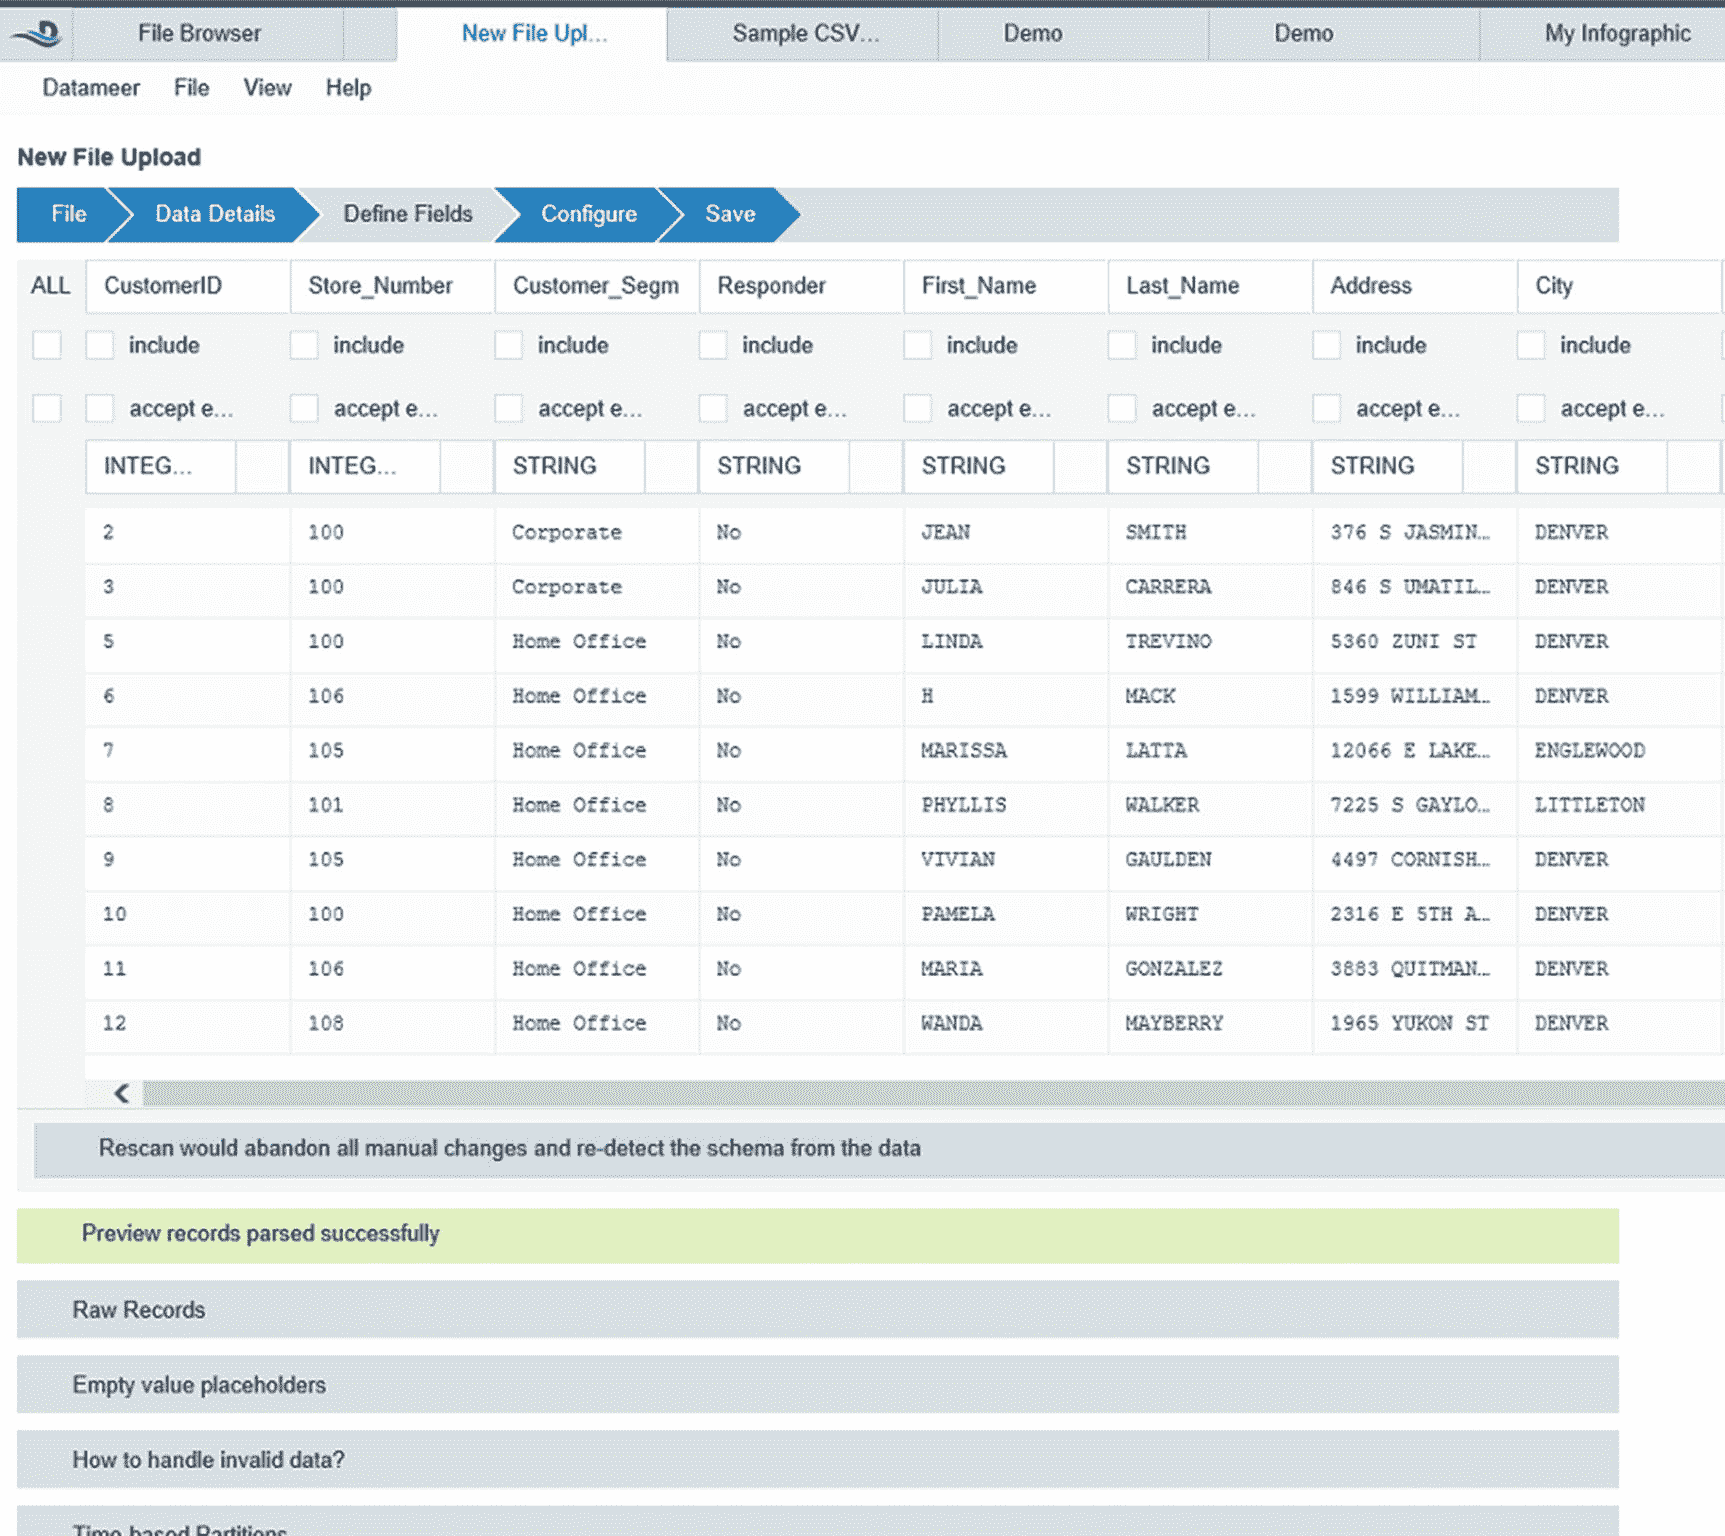 File Browser New File Upl... Sample CSV... Demo Demo My Infographic
Datameer File View Help
New File Upload
File Data Details Define Fields Configure Save
ALL CustomerID Store_Number Customer_Segm Responder First_Name Last_Name Address City
include include include include include include include include
accept e... accept e... accept e... accept e... accept e... accept e... accept e... accept e...
INTEG... INTEG... STRING STRING STRING STRING STRING STRING
2 100 Corporate No JEAN SMITH 376 S JASMIN… DENVER
3 100 Corporate No JULIA CARRERA 846 S UMATIL… DENVER
5 100 Home Office No LINDA TREVINO 5360 ZUNI ST DENVER
6 106 Home Office No H MACK 1599 WILLIAM… DENVER
7 105 Home Office No MARISSA LATTA 12066 E LAKE… ENGLEWOOD
8 101 Home Office No PHYLLIS WALKER 7225 S GAYLO… LITTLETON
9 105 Home Office No VIVIAN GAULDEN 4497 CORNISH… DENVER
10 100 Home Office No PAMELA WRIGHT 2316 E 5TH A… DENVER
11 106 Home Office No MARIA GONZALEZ 3883 QUITMAN… DENVER
12 108 Home Office No WANDA MAYBERRY 1965 YUKON ST DENVER
Rescan would abandon all manual changes and re-detect the schema from the data
Preview records parsed successfully
Raw Records
Empty value placeholders
How to handle invalid data?
Time-based Partitions